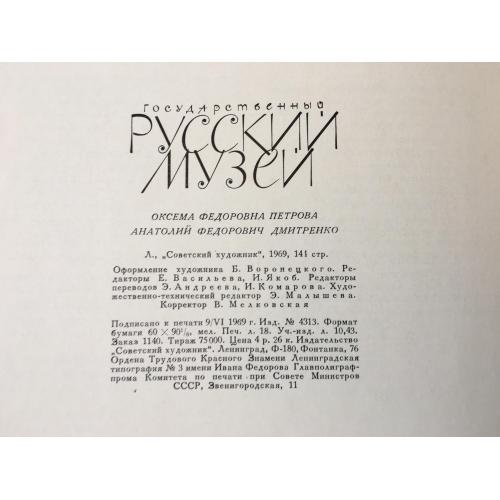 ГОСУДАРСТВЕННЫЙ
РУССКИЙ
МУЗЕЙ
ОКСЕМА ФЕДОРОВНА ПЕТРОВА
АНАТОЛИЙ ФЕДОРОВИЧ ДМИТРЕНКО
Л., „Советский художник", 1969, 141 стр.
Оформление художника Б. Воронецкого. Ре-
дакторы Е. Васильева, И. Якоб. Редакторы
переводов Э. Андреева, И. Комарова. Худо-
жественно-технический редактор Э. Малышева.
Корректор В. Мелковская
Подписано к печати 9/VI 1969 г. Изд. № 4313. Формат
бумаги 60 × 90¹/₈, мел. Печ. л. 18. Уч.-изд. л. 10,43.
Заказ 1140. Тираж 75000. Цена 4 р. 26 к. Издательство
„Советский художник". Ленинград, Ф-180, Фонтанка, 76
Ордена Трудового Красного Знамени Ленинградская
типография № 3 имени Ивана Федорова Главполиграф-
прома Комитета по печати при Совете Министров
СССР, Звенигородская, 11